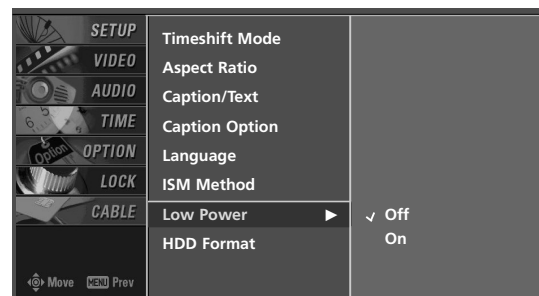 SETUP
VIDEO
AUDIO
TIME
OPTION
LOCK
CABLE
Move MENU Prev
Timeshift Mode
Aspect Ratio
Caption/Text
Caption Option
Language
ISM Method
Low Power
HDD Format
Off
On